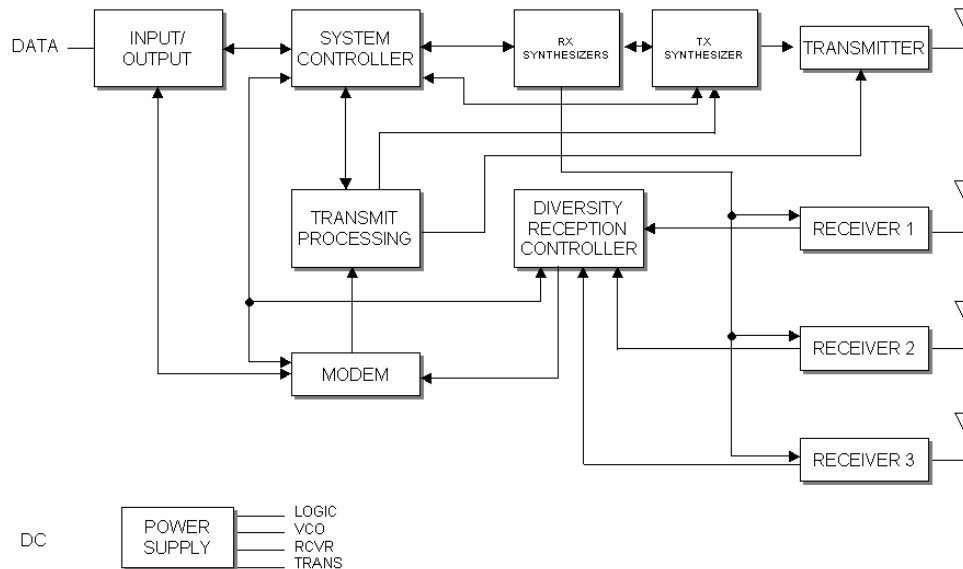 DATA
INPUT/
OUTPUT
SYSTEM
CONTROLLER
RX
SYNTHESIZERS
TX
SYNTHESIZER
TRANSMITTER
TRANSMIT
PROCESSING
DIVERSITY
RECEPTION
CONTROLLER
RECEIVER 1
RECEIVER 2
MODEM
RECEIVER 3
DC
POWER
SUPPLY
LOGIC
VCO
RCVR
TRANS